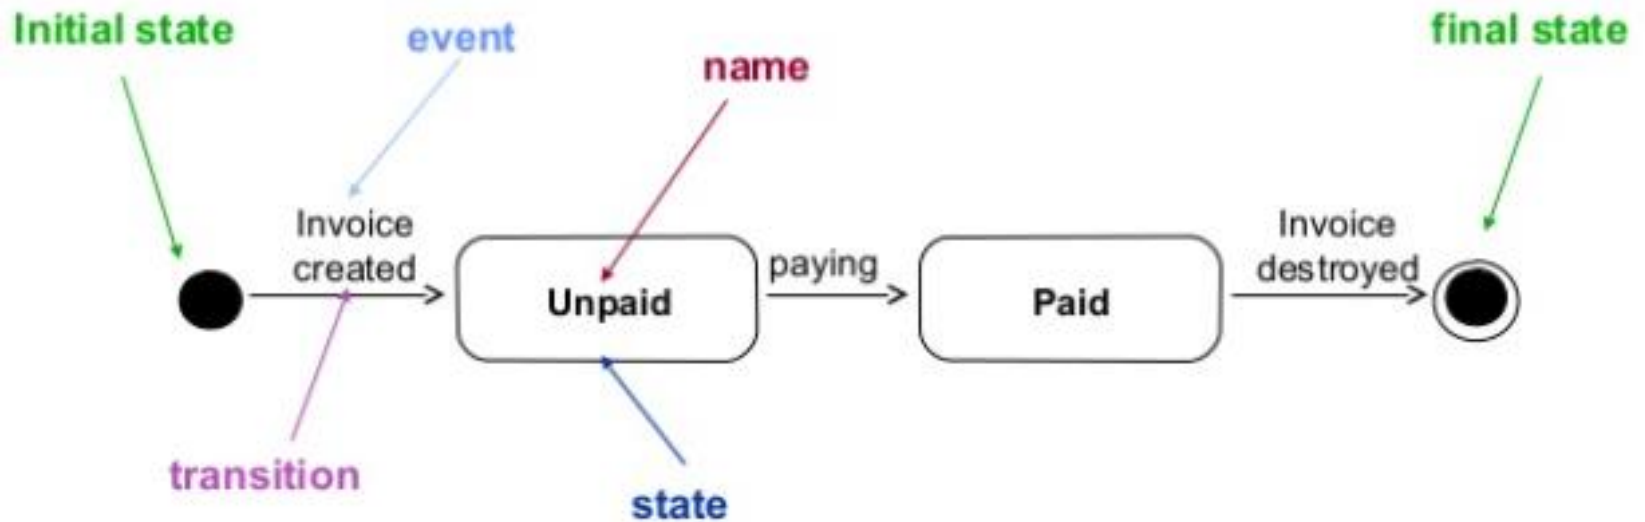 Initial state
event
name
final state
Invoice
created
Unpaid
paying
Paid
Invoice
destroyed
transition
state